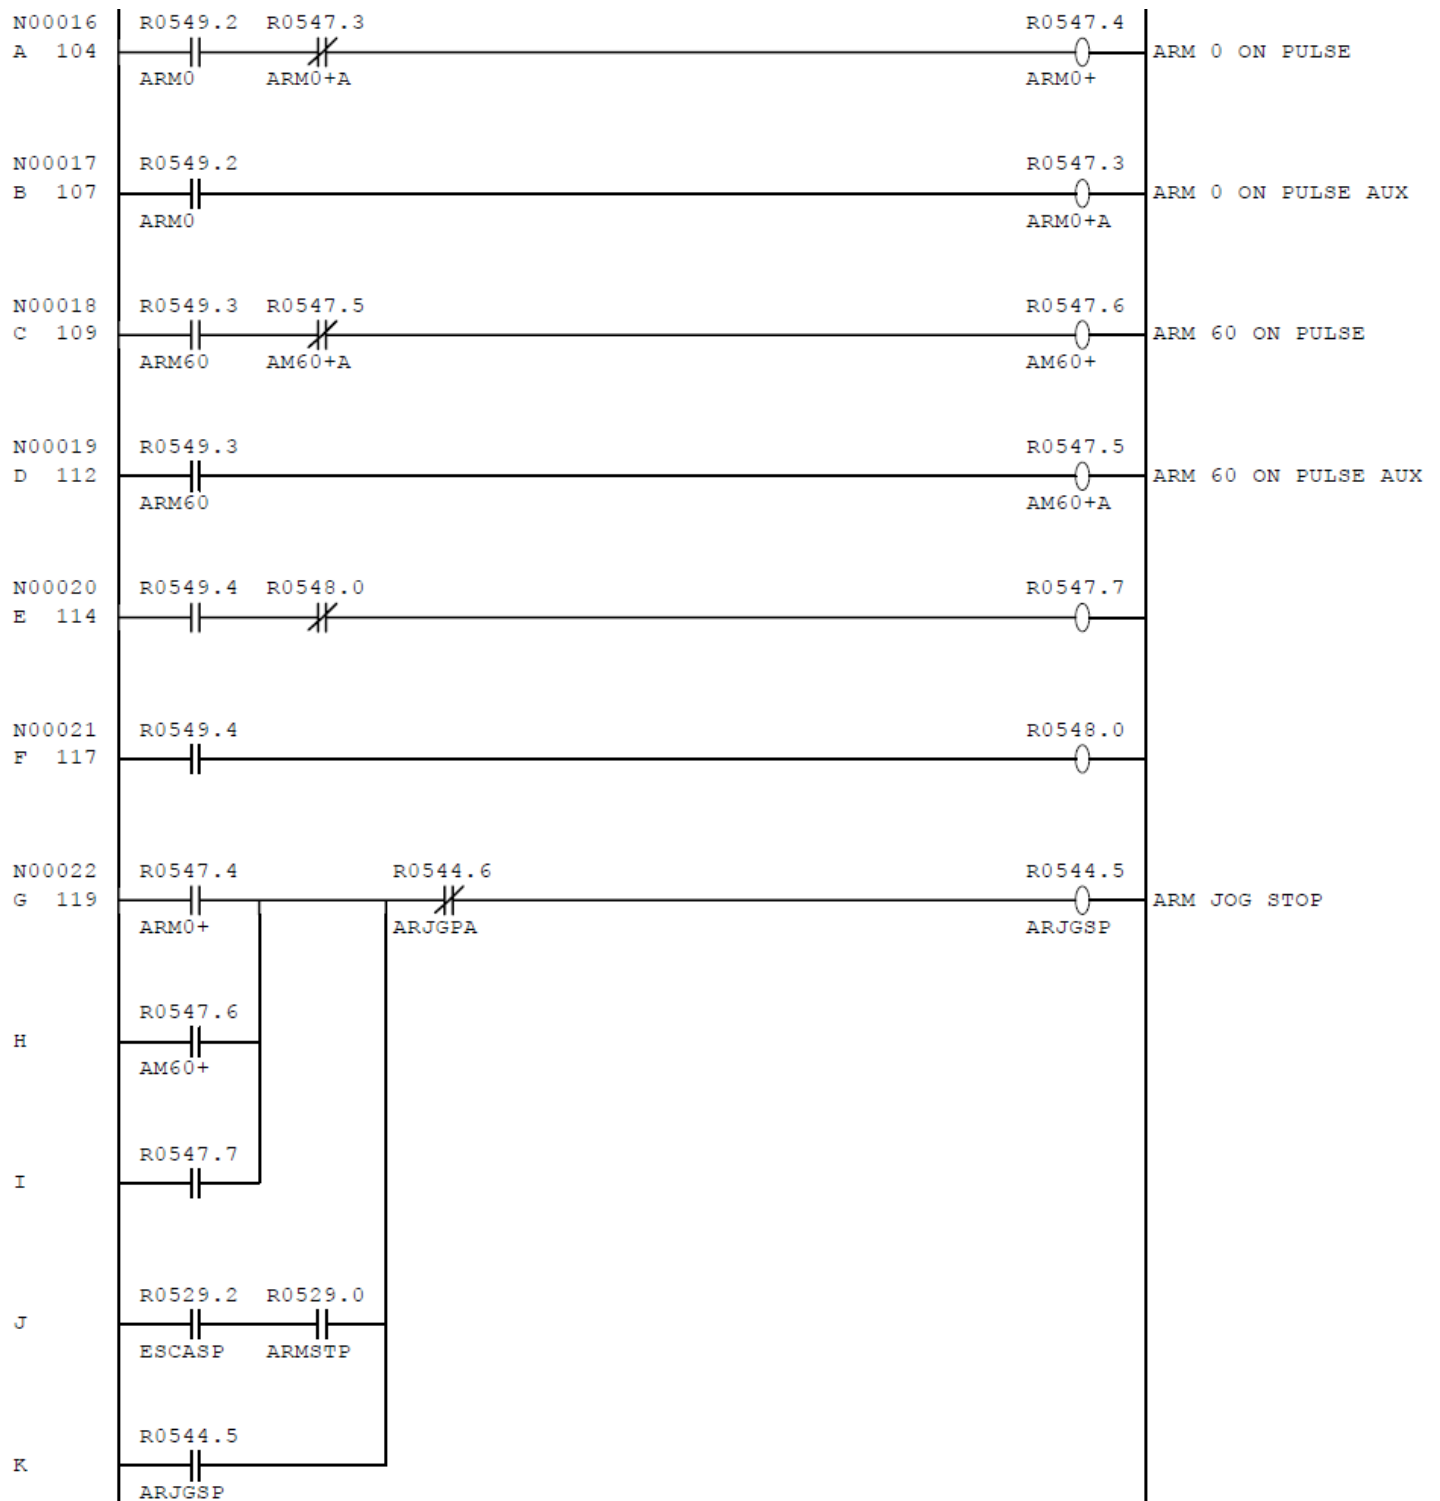 N00016 R0549.2 R0547.3 R0547.4
A 104 ARM 0 ON PULSE
ARM0 ARM0+A ARM0+
N00017 R0549.2 R0547.3
B 107 ARM 0 ON PULSE AUX
ARM0 ARM0+A
N00018 R0549.3 R0547.5 R0547.6
C 109 ARM 60 ON PULSE
ARM60 AM60+A AM60+
N00019 R0549.3 R0547.5
D 112 ARM 60 ON PULSE AUX
ARM60 AM60+A
N00020 R0549.4 R0548.0 R0547.7
E 114
N00021 R0549.4 R0548.0
F 117
N00022 R0547.4 R0544.6 R0544.5
G 119 ARM JOG STOP
ARM0+ ARJGPA ARJGSP
R0547.6
H
AM60+
R0547.7
I
R0529.2 R0529.0
J
ESCASP ARMSTP
R0544.5
K
ARJGSP